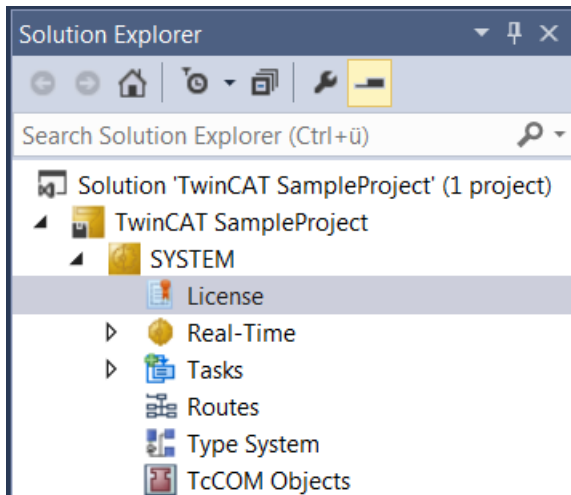 Solution Explorer
Search Solution Explorer (Ctrl+ü)
Solution 'TwinCAT SampleProject' (1 project)
TwinCAT SampleProject
SYSTEM
License
Real-Time
Tasks
Routes
Type System
TcCOM Objects